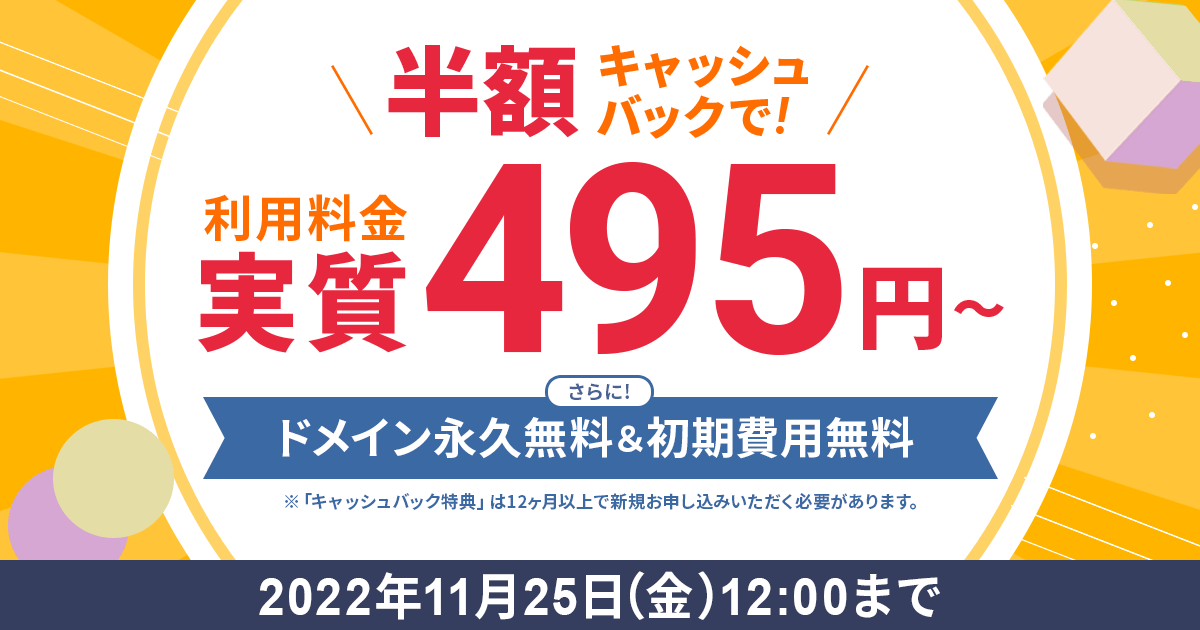 半額 キャッシュ
バックで!
利用料金
実質495円～
さらに!
ドメイン永久無料&初期費用無料
※「キャッシュバック特典」は12ヶ月以上で新規お申し込みいただく必要があります。
2022年11月25日(金)12:00まで